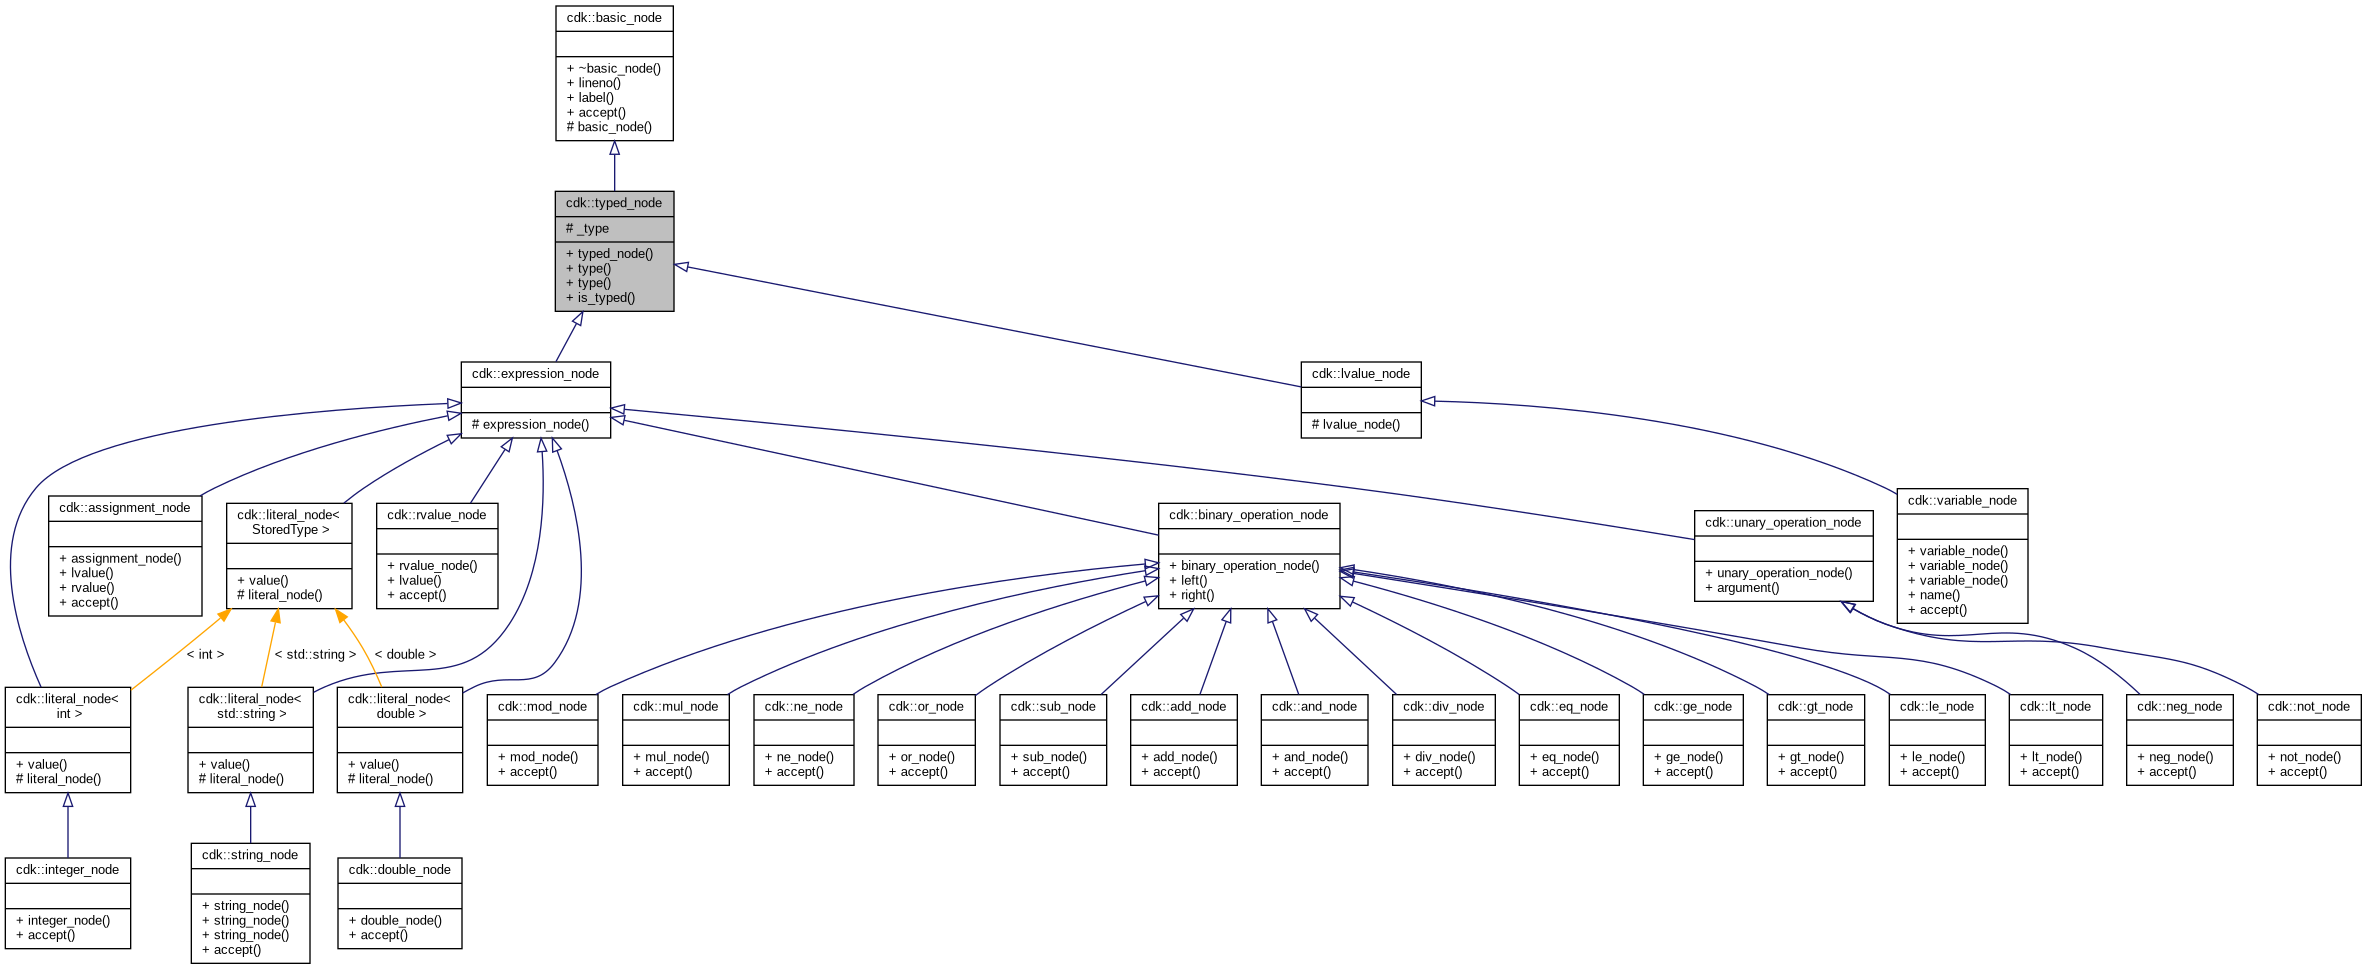 cdk::basic_node
+ ~basic_node()
+ lineno()
+ label()
+ accept()
# basic_node()
cdk::typed_node
# _type
+ typed_node()
+ type()
+ type()
+ is_typed()
cdk::expression_node
# expression_node()
cdk::lvalue_node
# lvalue_node()
cdk::assignment_node
+ assignment_node()
+ lvalue()
+ rvalue()
+ accept()
cdk::literal_node<
StoredType >
+ value()
# literal_node()
cdk::rvalue_node
+ rvalue_node()
+ lvalue()
+ accept()
cdk::binary_operation_node
+ binary_operation_node()
+ left()
+ right()
cdk::unary_operation_node
+ unary_operation_node()
+ argument()
cdk::variable_node
+ variable_node()
+ variable_node()
+ variable_node()
+ name()
+ accept()
< int >
< std::string >
< double >
cdk::literal_node<
int >
+ value()
# literal_node()
cdk::literal_node<
std::string >
+ value()
# literal_node()
cdk::literal_node<
double >
+ value()
# literal_node()
cdk::mod_node
+ mod_node()
+ accept()
cdk::mul_node
+ mul_node()
+ accept()
cdk::ne_node
+ ne_node()
+ accept()
cdk::or_node
+ or_node()
+ accept()
cdk::sub_node
+ sub_node()
+ accept()
cdk::add_node
+ add_node()
+ accept()
cdk::and_node
+ and_node()
+ accept()
cdk::div_node
+ div_node()
+ accept()
cdk::eq_node
+ eq_node()
+ accept()
cdk::ge_node
+ ge_node()
+ accept()
cdk::gt_node
+ gt_node()
+ accept()
cdk::le_node
+ le_node()
+ accept()
cdk::lt_node
+ lt_node()
+ accept()
cdk::neg_node
+ neg_node()
+ accept()
cdk::not_node
+ not_node()
+ accept()
cdk::integer_node
+ integer_node()
+ accept()
cdk::string_node
+ string_node()
+ string_node()
+ string_node()
+ accept()
cdk::double_node
+ double_node()
+ accept()